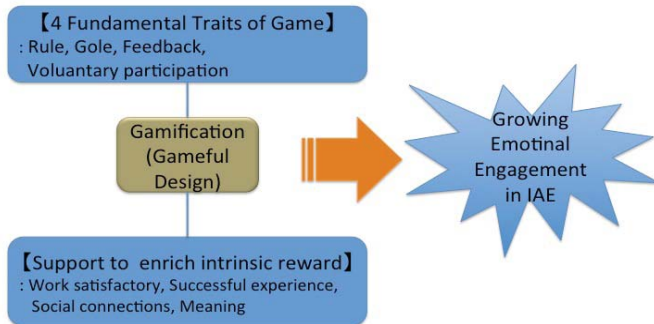 【4 Fundamental Traits of Game】
: Rule, Gole, Feedback,
Voluantary participation
Gamification
(Gameful
Design)
Growing
Emotinal
Engagement
in IAE
【Support to enrich intrinsic reward】
: Work satisfactory, Successful experience,
Social connections, Meaning